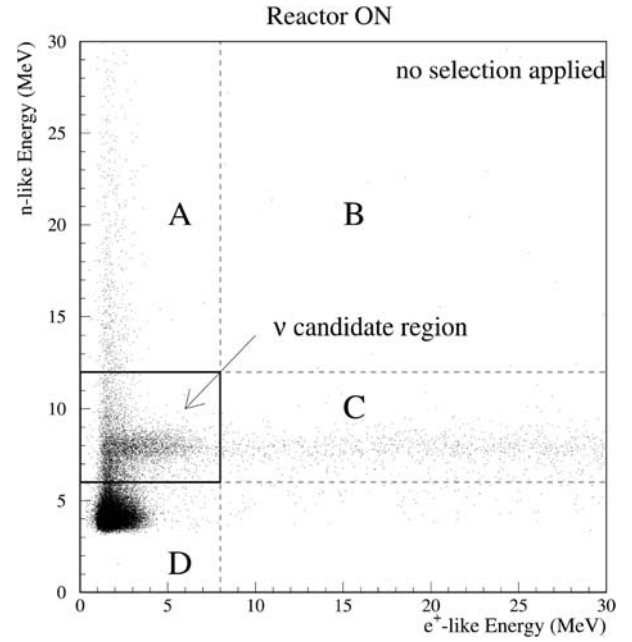 Reactor ON
n-like Energy (MeV)
30
25
20
15
10
5
0
no selection applied
A
B
ν candidate region
C
D
0
5
10
15
20
25
30
e⁺-like Energy (MeV)